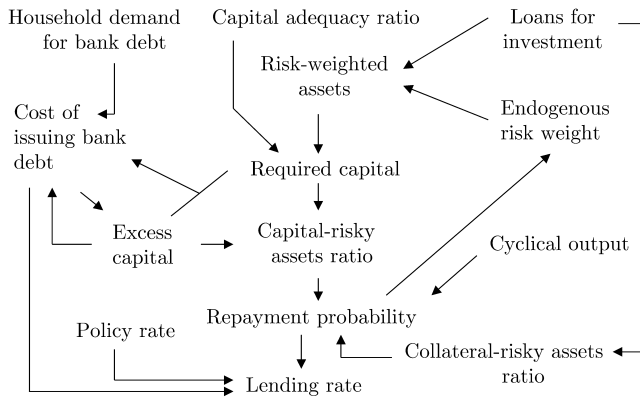 Household demand
for bank debt
Capital adequacy ratio
Loans for
investment
Risk-weighted
assets
Cost of
issuing bank
debt
Endogenous
risk weight
Required capital
Excess
capital
Capital-risky
assets ratio
Cyclical output
Repayment probability
Policy rate
Collateral-risky assets
ratio
Lending rate